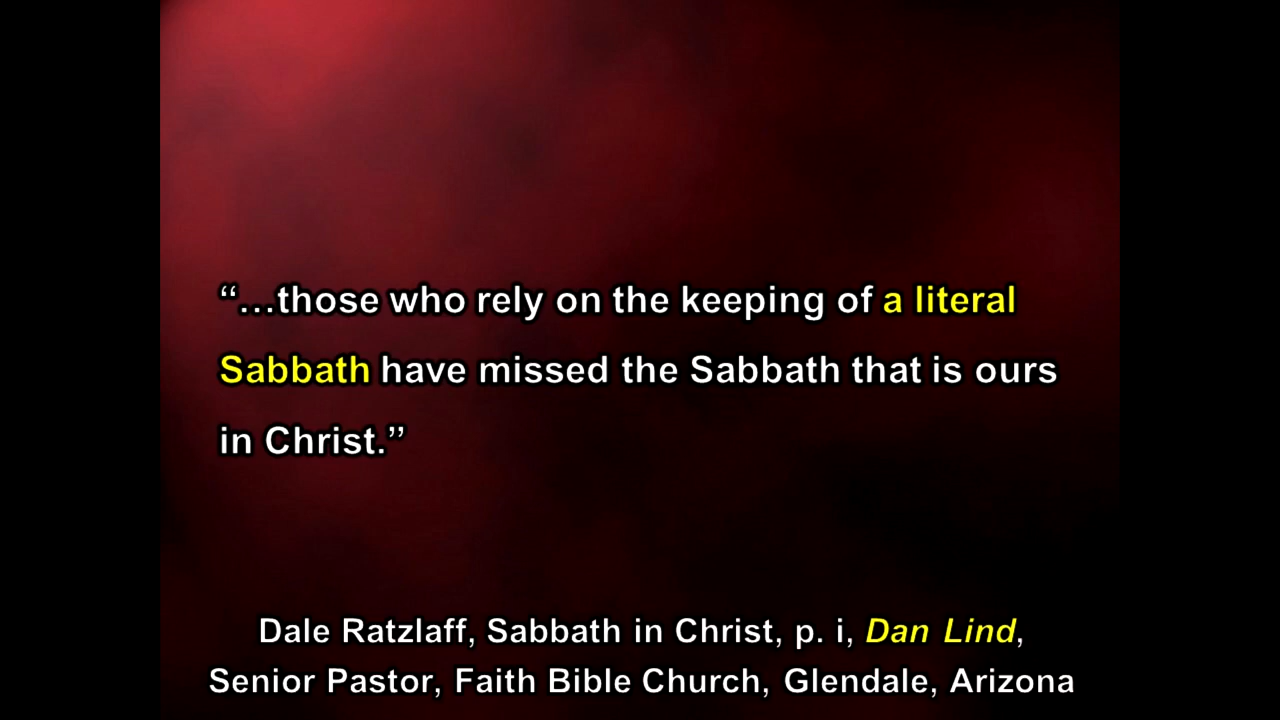 “…those who rely on the keeping of a literal
Sabbath have missed the Sabbath that is ours
in Christ.”
Dale Ratzlaff, Sabbath in Christ, p. i, Dan Lind,
Senior Pastor, Faith Bible Church, Glendale, Arizona